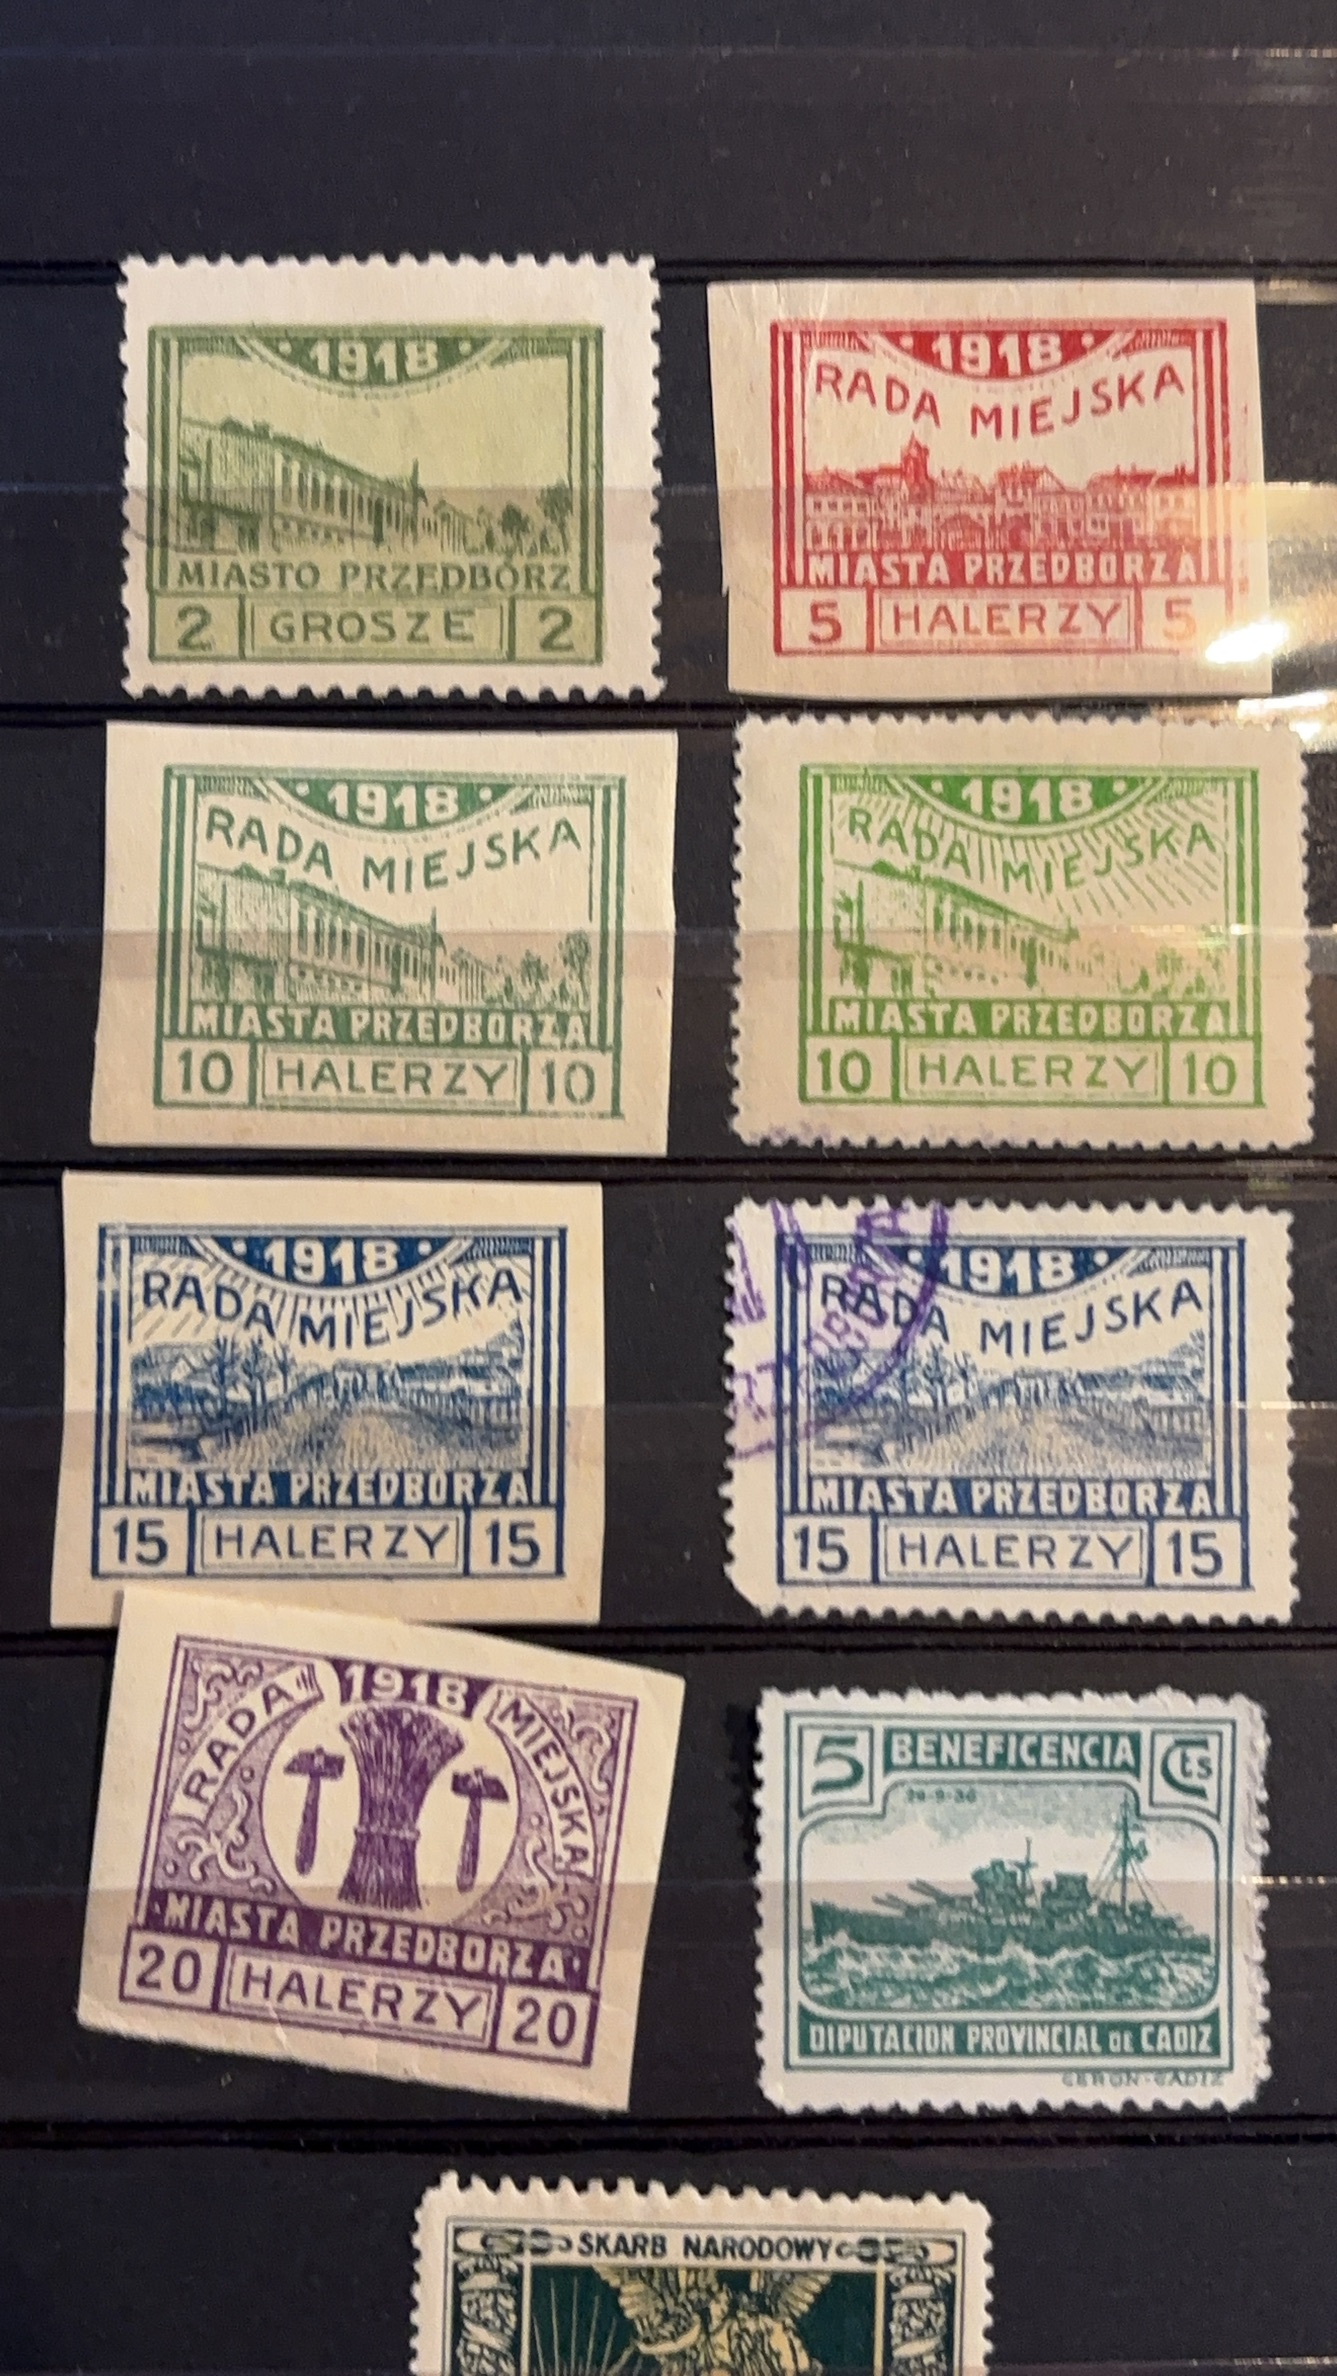 1918
MIASTO PRZEDBÓRZ
2 GROSZE 2
1918
RADA MIEJSKA
MIASTA PRZEDBORZA
5 HALERZY 5
1918
RADA MIEJSKA
MIASTA PRZEDBORZA
10 HALERZY 10
1918
RADA MIEJSKA
MIASTA PRZEDBORZA
10 HALERZY 10
1918
RADA MIEJSKA
MIASTA PRZEDBORZA
15 HALERZY 15
1918
RADA MIEJSKA
MIASTA PRZEDBORZA
15 HALERZY 15
1918
RADA MIEJSKA
MIASTA PRZEDBORZA
20 HALERZY 20
5 BENEFICENCIA CTS
DIPUTACION PROVINCIAL DE CADIZ
CERON-CADIZ
SKARB NARODOWY